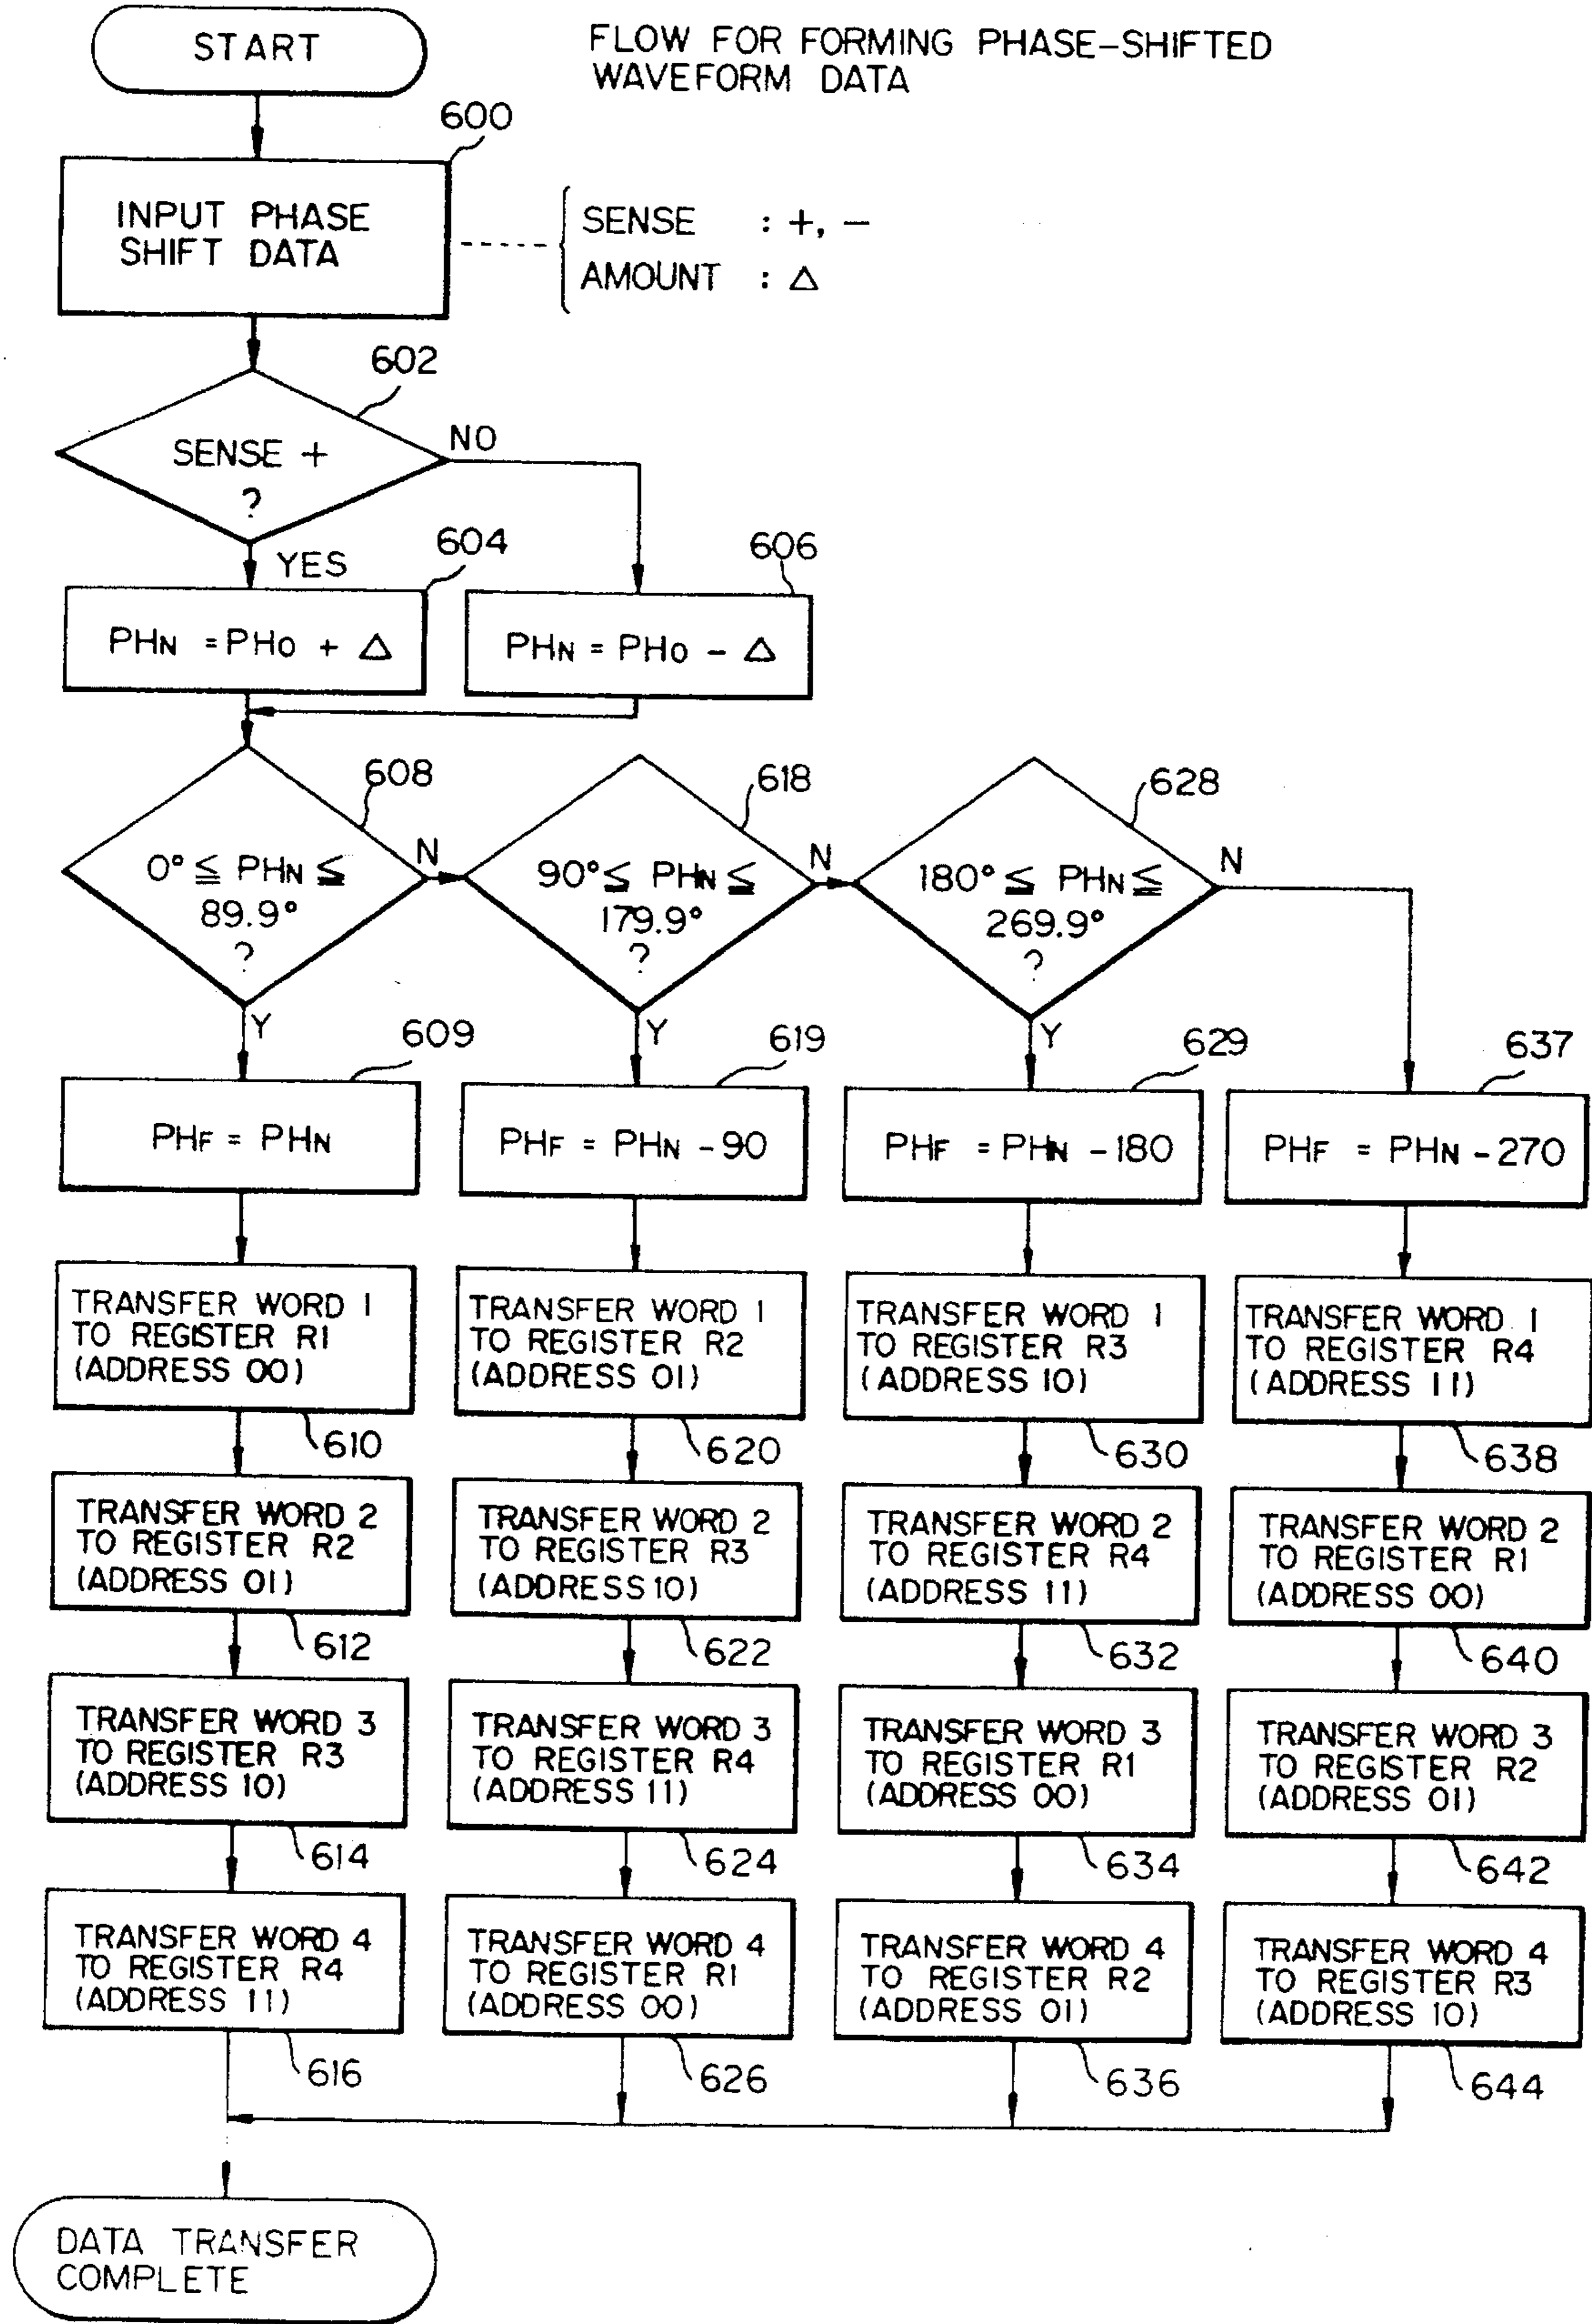 START
FLOW FOR FORMING PHASE-SHIFTED
WAVEFORM DATA
600
INPUT PHASE
SHIFT DATA
SENSE : +, −
AMOUNT : △
602
SENSE +
?
NO
YES
604
PHN = PHO + △
606
PHN = PHO − △
608
0° ≦ PHN ≦
89.9°
?
N
Y
618
90° ≦ PHN ≦
179.9°
?
N
Y
628
180° ≦ PHN ≦
269.9°
?
N
Y
609
PHF = PHN
619
PHF = PHN − 90
629
PHF = PHN − 180
637
PHF = PHN − 270
TRANSFER WORD 1
TO REGISTER R1
(ADDRESS 00)
610
TRANSFER WORD 1
TO REGISTER R2
(ADDRESS 01)
620
TRANSFER WORD 1
TO REGISTER R3
(ADDRESS 10)
630
TRANSFER WORD 1
TO REGISTER R4
(ADDRESS 11)
638
TRANSFER WORD 2
TO REGISTER R2
(ADDRESS 01)
612
TRANSFER WORD 2
TO REGISTER R3
(ADDRESS 10)
622
TRANSFER WORD 2
TO REGISTER R4
(ADDRESS 11)
632
TRANSFER WORD 2
TO REGISTER R1
(ADDRESS 00)
640
TRANSFER WORD 3
TO REGISTER R3
(ADDRESS 10)
614
TRANSFER WORD 3
TO REGISTER R4
(ADDRESS 11)
624
TRANSFER WORD 3
TO REGISTER R1
(ADDRESS 00)
634
TRANSFER WORD 3
TO REGISTER R2
(ADDRESS 01)
642
TRANSFER WORD 4
TO REGISTER R4
(ADDRESS 11)
616
TRANSFER WORD 4
TO REGISTER R1
(ADDRESS 00)
626
TRANSFER WORD 4
TO REGISTER R2
(ADDRESS 01)
636
TRANSFER WORD 4
TO REGISTER R3
(ADDRESS 10)
644
DATA TRANSFER
COMPLETE